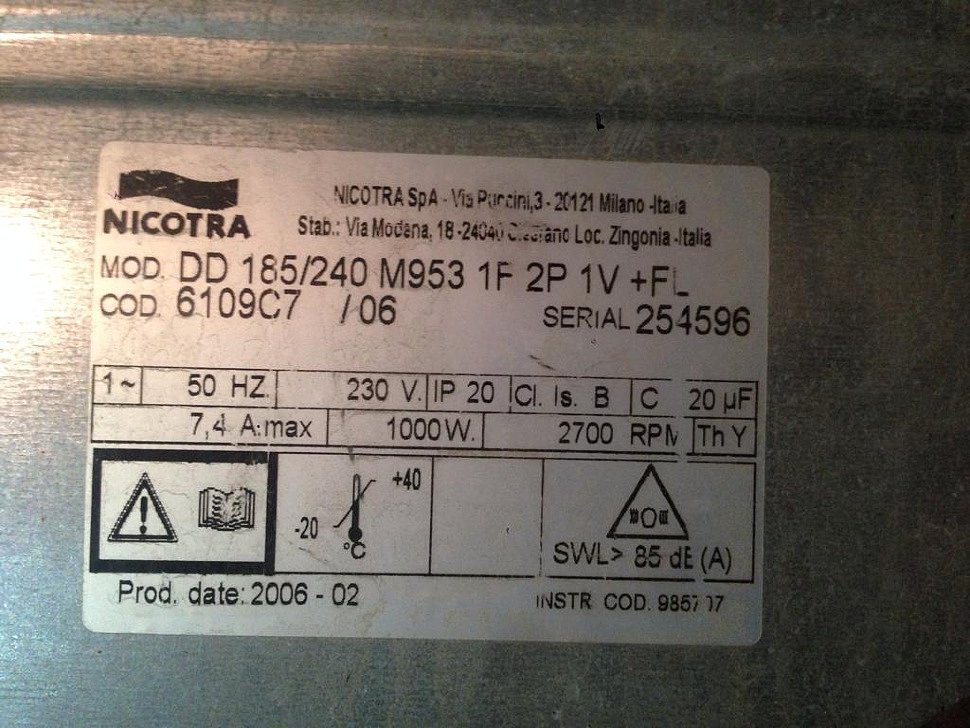 NICOTRA
NICOTRA SpA - Via Puccini,3 - 20121 Milano -Italia
Stab.: Via Modena, 18 -24040 Loc. Zingonia -Italia
MOD. DD 185/240 M953 1F 2P 1V +FL
COD. 6109C7 /06 SERIAL 254596
1~ 50 HZ. 230 V. IP 20 Cl. Is. B C 20 µF
7,4 A:max 1000W. 2700 RPM Th Y
-20 +40
°C
SWL> 85 dB (A)
Prod. date: 2006 - 02 INSTR COD.